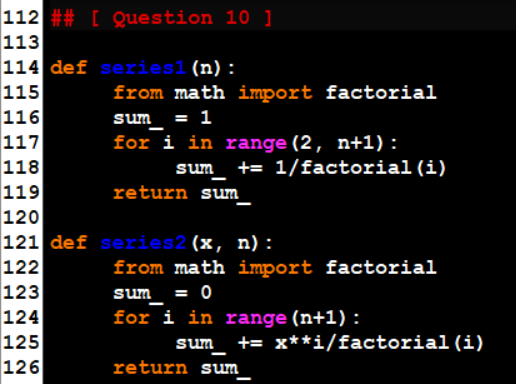 112 ## [ Question 10 ]
113
114 def series1(n):
115     from math import factorial
116     sum_ = 1
117     for i in range(2, n+1):
118         sum_ += 1/factorial(i)
119     return sum_
120
121 def series2(x, n):
122     from math import factorial
123     sum_ = 0
124     for i in range(n+1):
125         sum_ += x**i/factorial(i)
126     return sum_